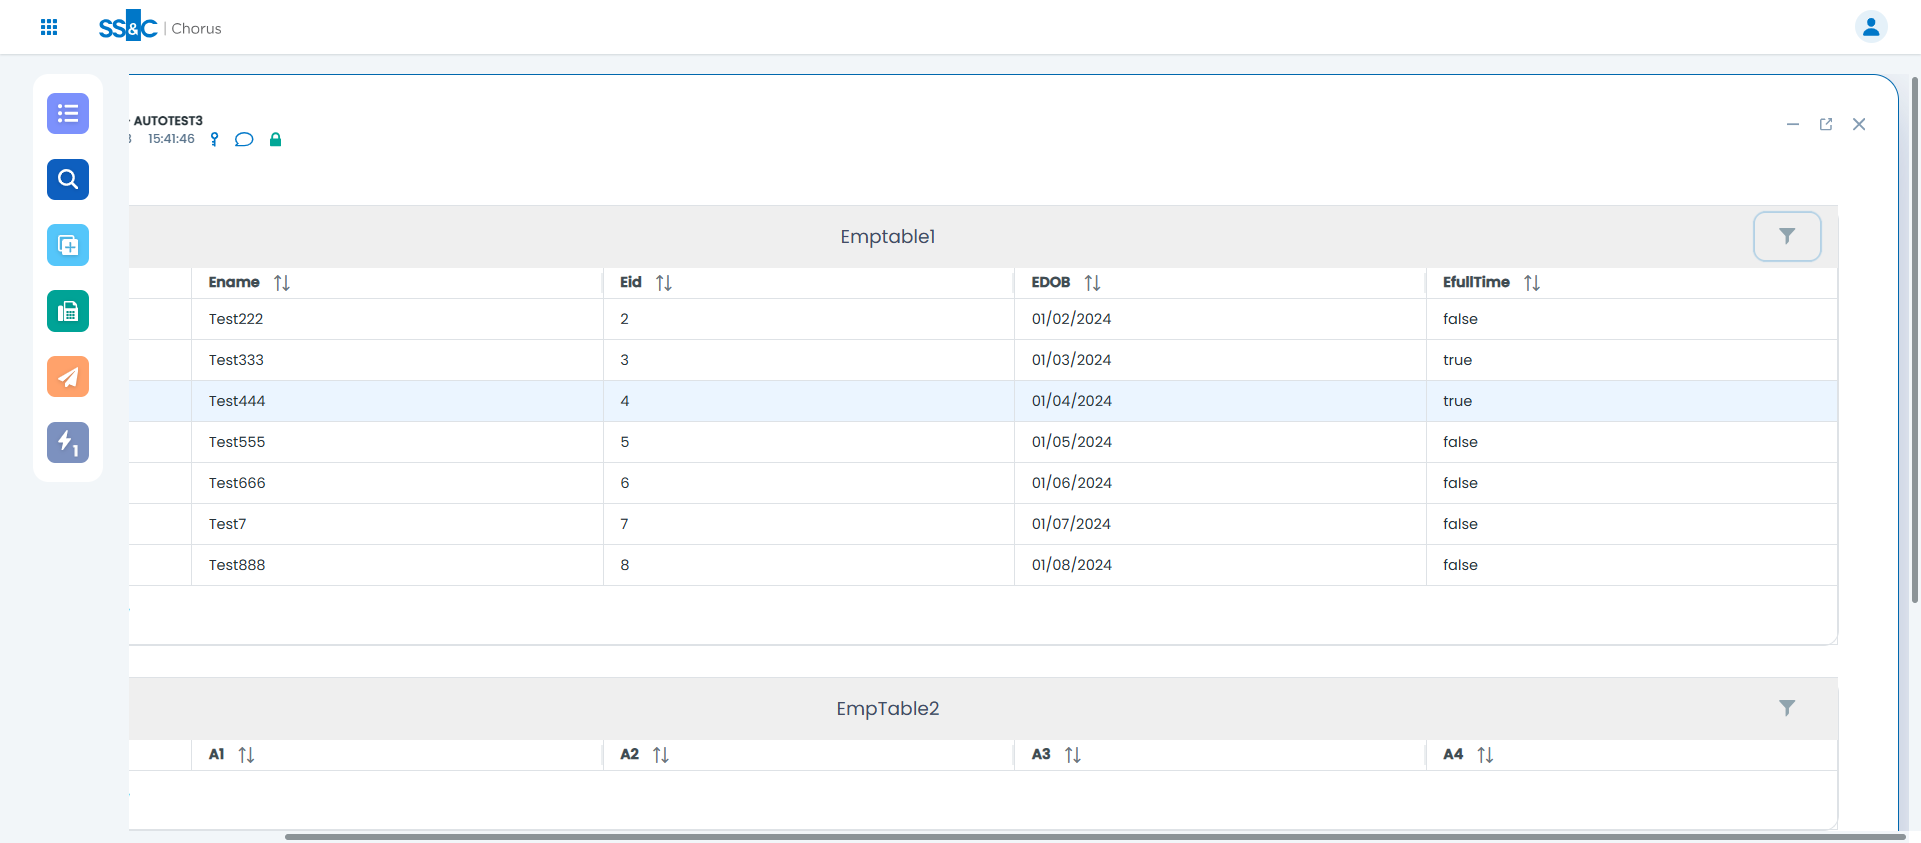 SS&C | Chorus
- AUTOTEST3
15:41:46
Emptable1
Ename Eid EDOB EfullTime
Test222 2 01/02/2024 false
Test333 3 01/03/2024 true
Test444 4 01/04/2024 true
Test555 5 01/05/2024 false
Test666 6 01/06/2024 false
Test7 7 01/07/2024 false
Test888 8 01/08/2024 false
1
EmpTable2
A1 A2 A3 A4